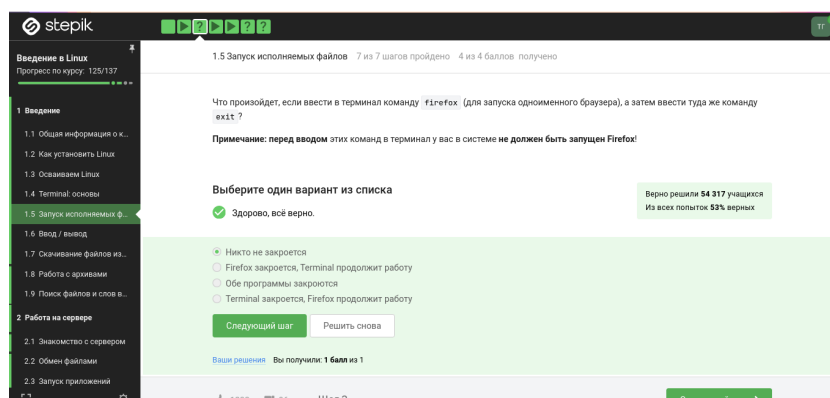 stepik
ТГ
Введение в Linux
Прогресс по курсу: 125/137
1 Введение
1.1 Общая информация о к...
1.2 Как установить Linux
1.3 Осваиваем Linux
1.4 Terminal: основы
1.5 Запуск исполняемых ф...
1.6 Ввод / вывод
1.7 Скачивание файлов из...
1.8 Работа с архивами
1.9 Поиск файлов и слов в...
2 Работа на сервере
2.1 Знакомство с сервером
2.2 Обмен файлами
2.3 Запуск приложений
1.5 Запуск исполняемых файлов 7 из 7 шагов пройдено 4 из 4 баллов получено
Что произойдет, если ввести в терминал команду firefox (для запуска одноименного браузера), а затем ввести туда же команду
exit ?
Примечание: перед вводом этих команд в терминал у вас в системе не должен быть запущен Firefox!
Выберите один вариант из списка
Здорово, всё верно.
Верно решили 54 317 учащихся
Из всех попыток 53% верных
Никто не закроется
Firefox закроется, Terminal продолжит работу
Обе программы закроются
Terminal закроется, Firefox продолжит работу
Следующий шаг Решить снова
Ваши решения Вы получили: 1 балл из 1